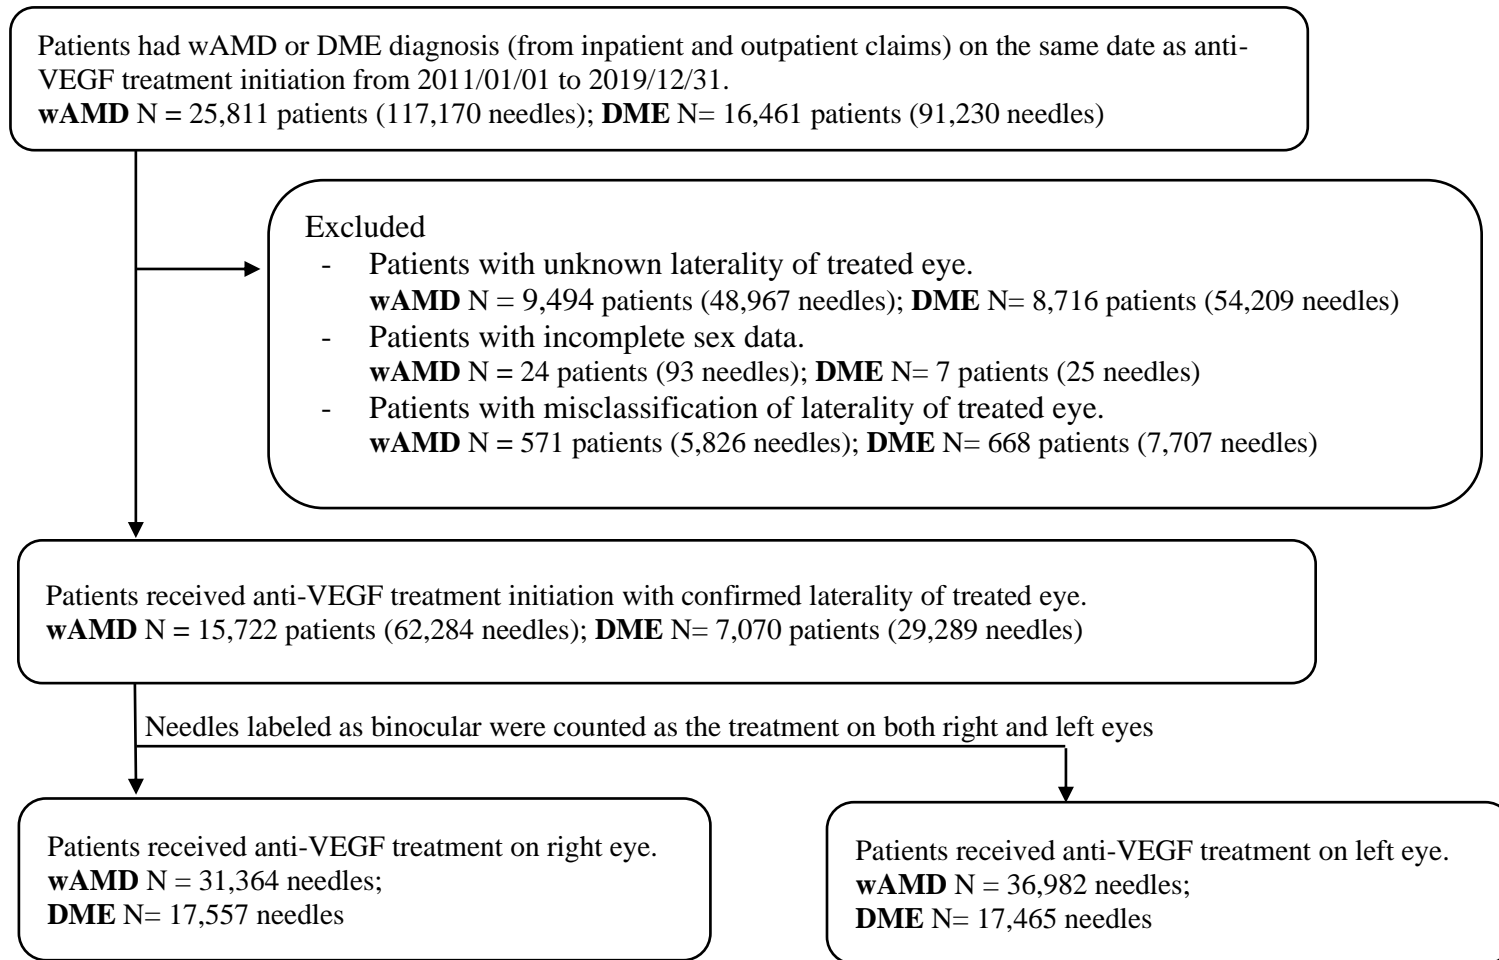 Patients had wAMD or DME diagnosis (from inpatient and outpatient claims) on the same date as anti-
VEGF treatment initiation from 2011/01/01 to 2019/12/31.
wAMD N = 25,811 patients (117,170 needles); DME N= 16,461 patients (91,230 needles)
Excluded
- Patients with unknown laterality of treated eye.
wAMD N = 9,494 patients (48,967 needles); DME N= 8,716 patients (54,209 needles)
- Patients with incomplete sex data.
wAMD N = 24 patients (93 needles); DME N= 7 patients (25 needles)
- Patients with misclassification of laterality of treated eye.
wAMD N = 571 patients (5,826 needles); DME N= 668 patients (7,707 needles)
Patients received anti-VEGF treatment initiation with confirmed laterality of treated eye.
wAMD N = 15,722 patients (62,284 needles); DME N= 7,070 patients (29,289 needles)
Needles labeled as binocular were counted as the treatment on both right and left eyes
Patients received anti-VEGF treatment on right eye.
wAMD N = 31,364 needles;
DME N= 17,557 needles
Patients received anti-VEGF treatment on left eye.
wAMD N = 36,982 needles;
DME N= 17,465 needles